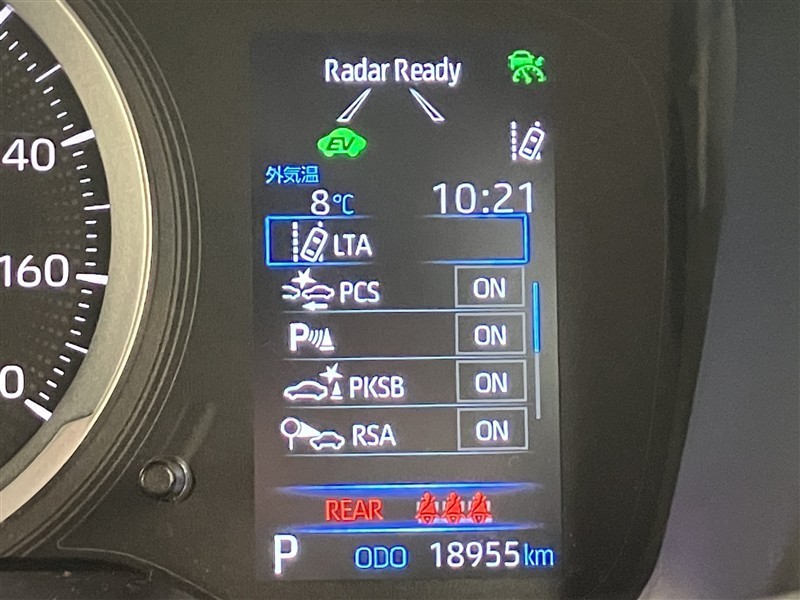 Radar Ready
EV
外気温
8℃ 10:21
LTA
40
160
PCS ON
P ON
0
PKSB ON
RSA ON
REAR
P ODO 18955km